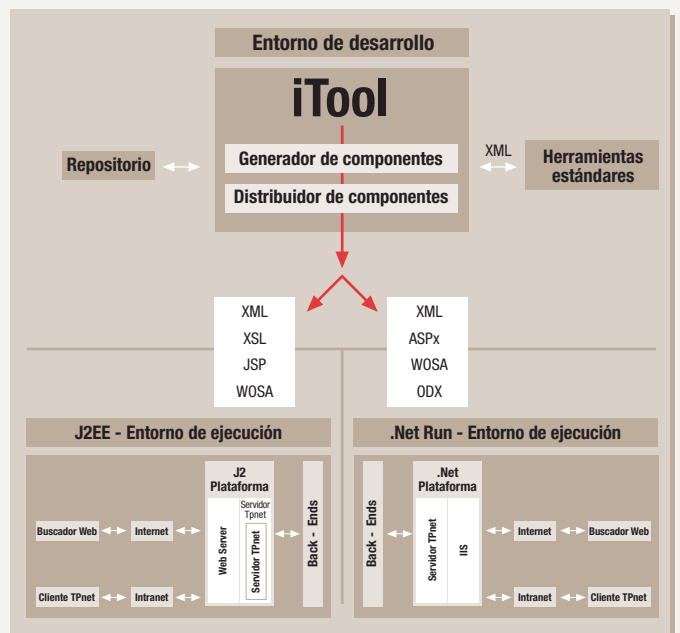 Entorno de desarrollo
iTool
Generador de componentes
Distribuidor de componentes
Repositorio
XML
Herramientas
estándares
XML
XSL
JSP
WOSA
XML
ASPx
WOSA
ODX
J2EE - Entorno de ejecución
J2
Plataforma
Buscador Web
Internet
Cliente TPnet
Intranet
Web Server
Servidor
Tpnet
Servidor TPnet
Back - Ends
.Net Run - Entorno de ejecución
.Net
Plataforma
Back - Ends
Servidor TPnet
IIS
Internet
Buscador Web
Intranet
Cliente TPnet